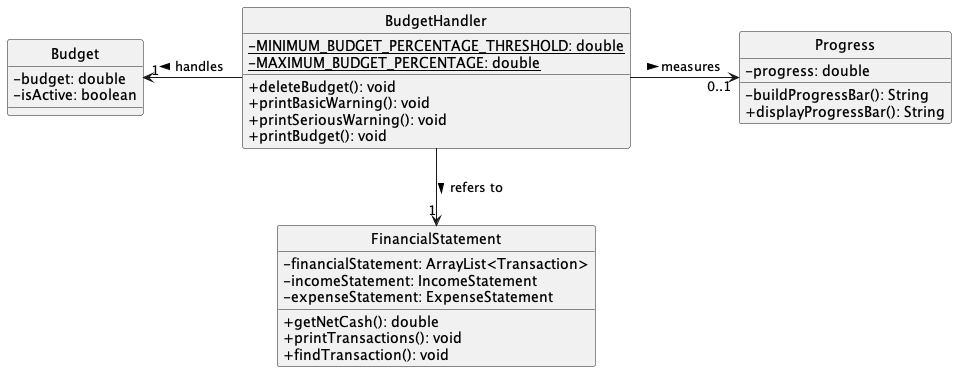 BudgetHandler
-MINIMUM_BUDGET_PERCENTAGE_THRESHOLD: double
-MAXIMUM_BUDGET_PERCENTAGE: double
+deleteBudget(): void
+printBasicWarning(): void
+printSeriousWarning(): void
+printBudget(): void
Budget
-budget: double
-isActive: boolean
1
handles
measures
0..1
Progress
-progress: double
-buildProgressBar(): String
+displayProgressBar(): String
refers to
1
FinancialStatement
-financialStatement: ArrayList<Transaction>
-incomeStatement: IncomeStatement
-expenseStatement: ExpenseStatement
+getNetCash(): double
+printTransactions(): void
+findTransaction(): void